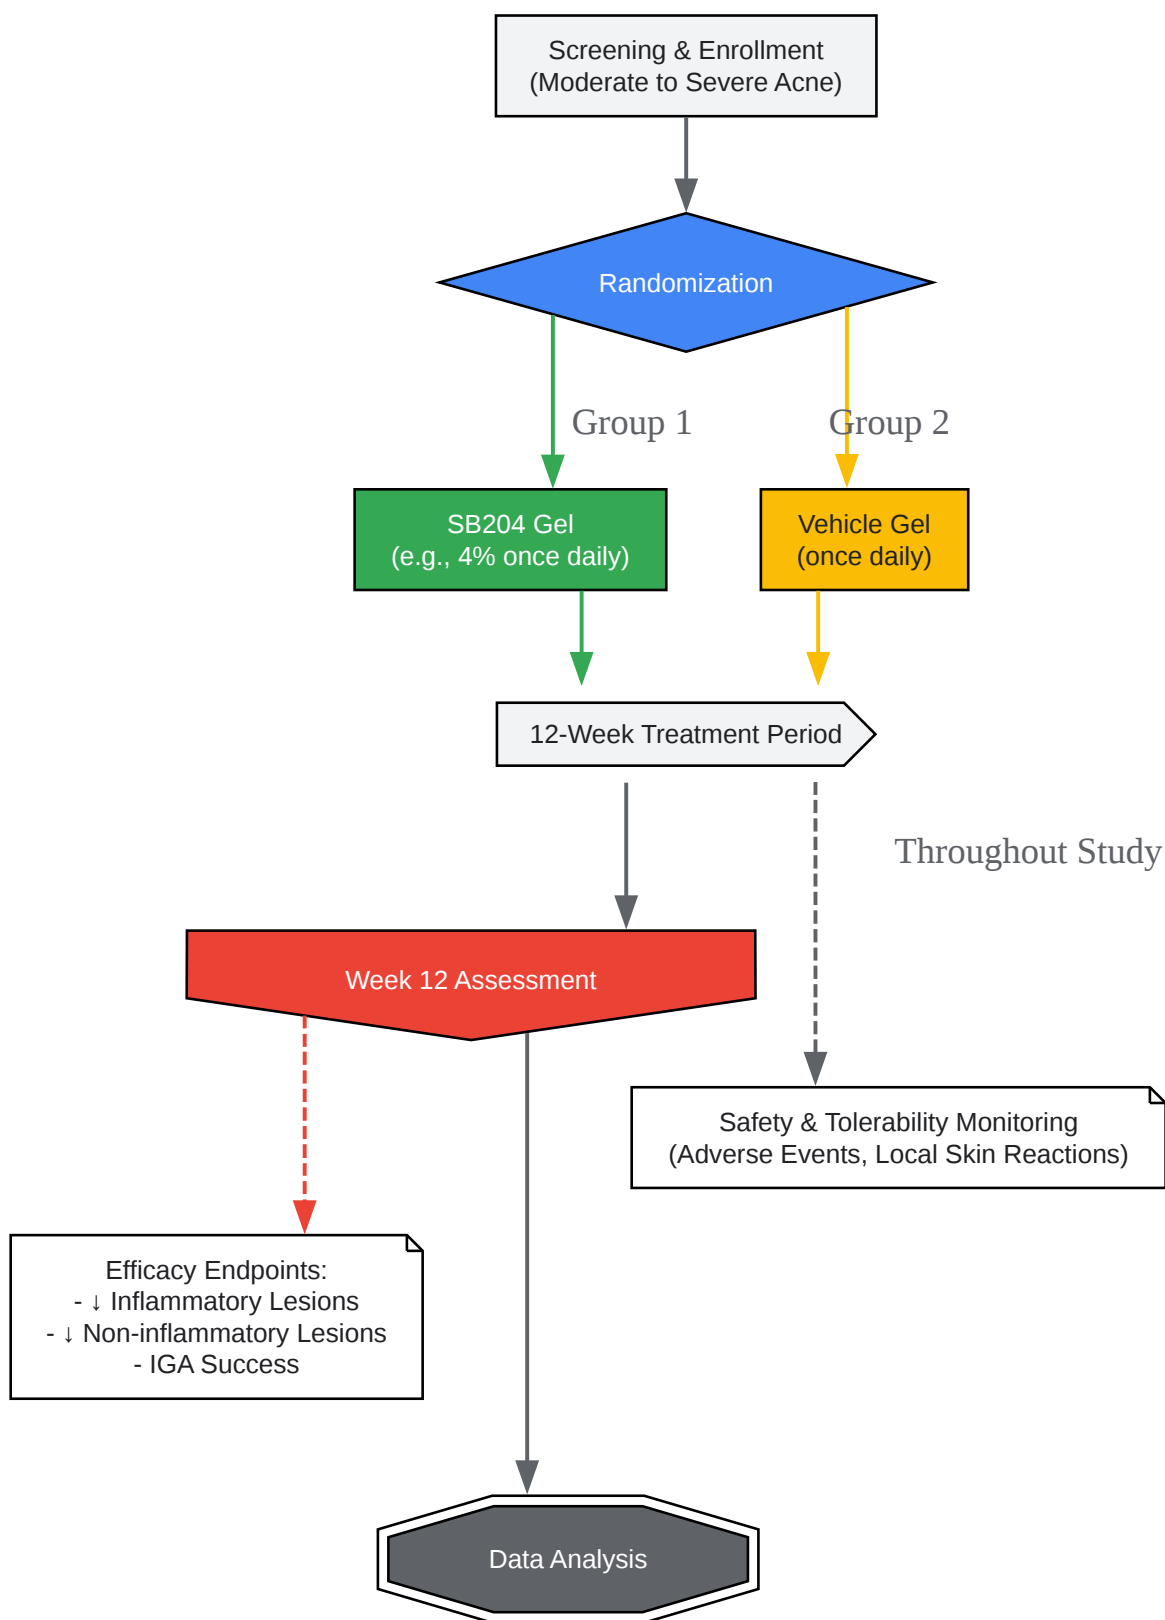 Screening & Enrollment
(Moderate to Severe Acne)
Randomization
Group 1
Group 2
SB204 Gel
(e.g., 4% once daily)
Vehicle Gel
(once daily)
12-Week Treatment Period
Throughout Study
Week 12 Assessment
Safety & Tolerability Monitoring
(Adverse Events, Local Skin Reactions)
Efficacy Endpoints:
- ↓ Inflammatory Lesions
- ↓ Non-inflammatory Lesions
- IGA Success
Data Analysis